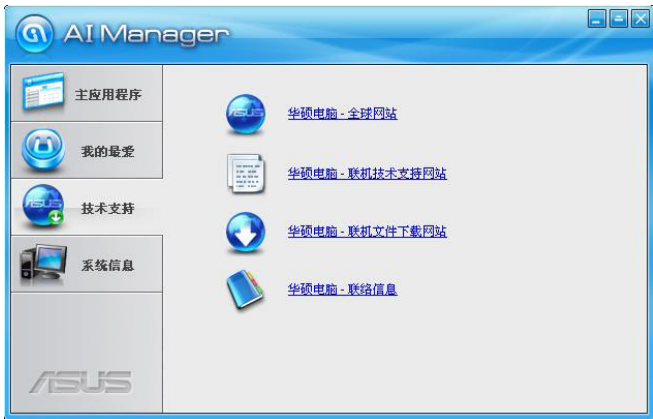 AI Manager
主应用程序
我的最爱
技术支持
系统信息
ASUS
华硕电脑 - 全球网站
华硕电脑 - 联机技术支持网站
华硕电脑 - 联机文件下载网站
华硕电脑 - 联络信息
ASUS